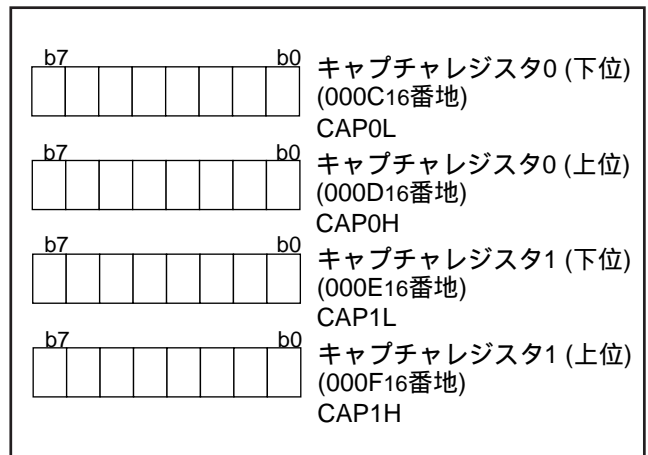 b7 b0 キャプチャレジスタ0 (下位)
(000C16番地)
CAP0L
b7 b0 キャプチャレジスタ0 (上位)
(000D16番地)
CAP0H
b7 b0 キャプチャレジスタ1 (下位)
(000E16番地)
CAP1L
b7 b0 キャプチャレジスタ1 (上位)
(000F16番地)
CAP1H